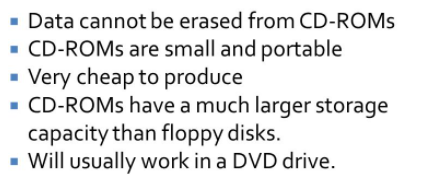 ▪ Data cannot be erased from CD-ROMs
▪ CD-ROMs are small and portable
▪ Very cheap to produce
▪ CD-ROMs have a much larger storage
capacity than floppy disks.
▪ Will usually work in a DVD drive.